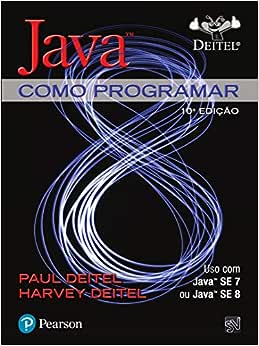 Java™
DEITEL®
COMO PROGRAMAR
10ª EDIÇÃO
PAUL DEITEL
HARVEY DEITEL
Uso com
Java™ SE 7
ou Java™ SE 8
Pearson